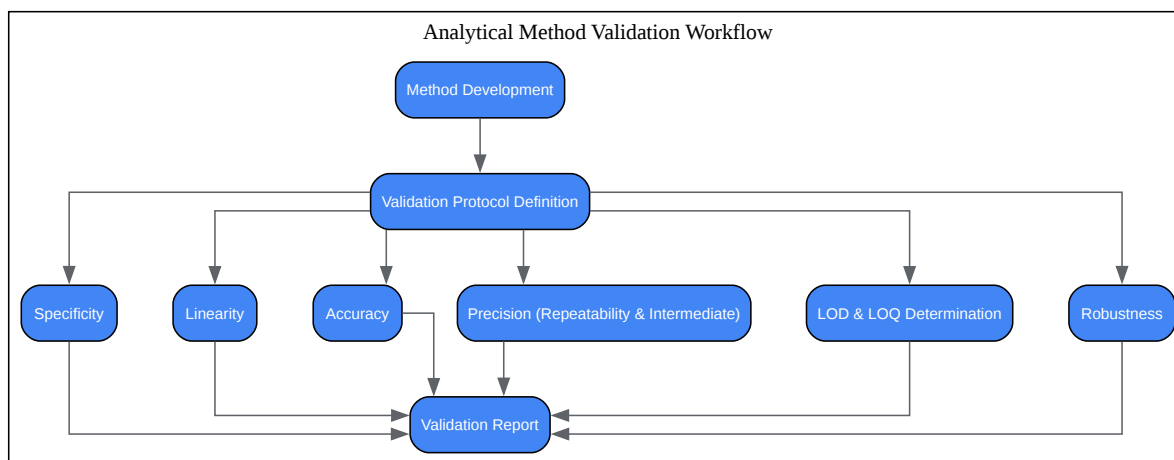 Analytical Method Validation Workflow
Method Development
Validation Protocol Definition
Specificity
Linearity
Accuracy
Precision (Repeatability & Intermediate)
LOD & LOQ Determination
Robustness
Validation Report